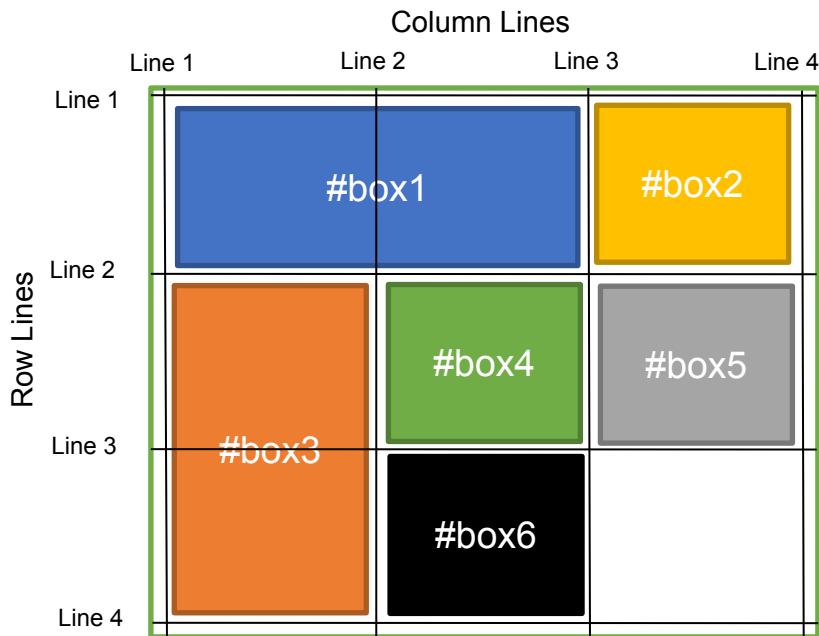 Column Lines
Line 1
Line 2
Line 3
Line 4
Row Lines
Line 1
#box1
#box2
Line 2
#box3
#box4
#box5
Line 3
#box6
Line 4